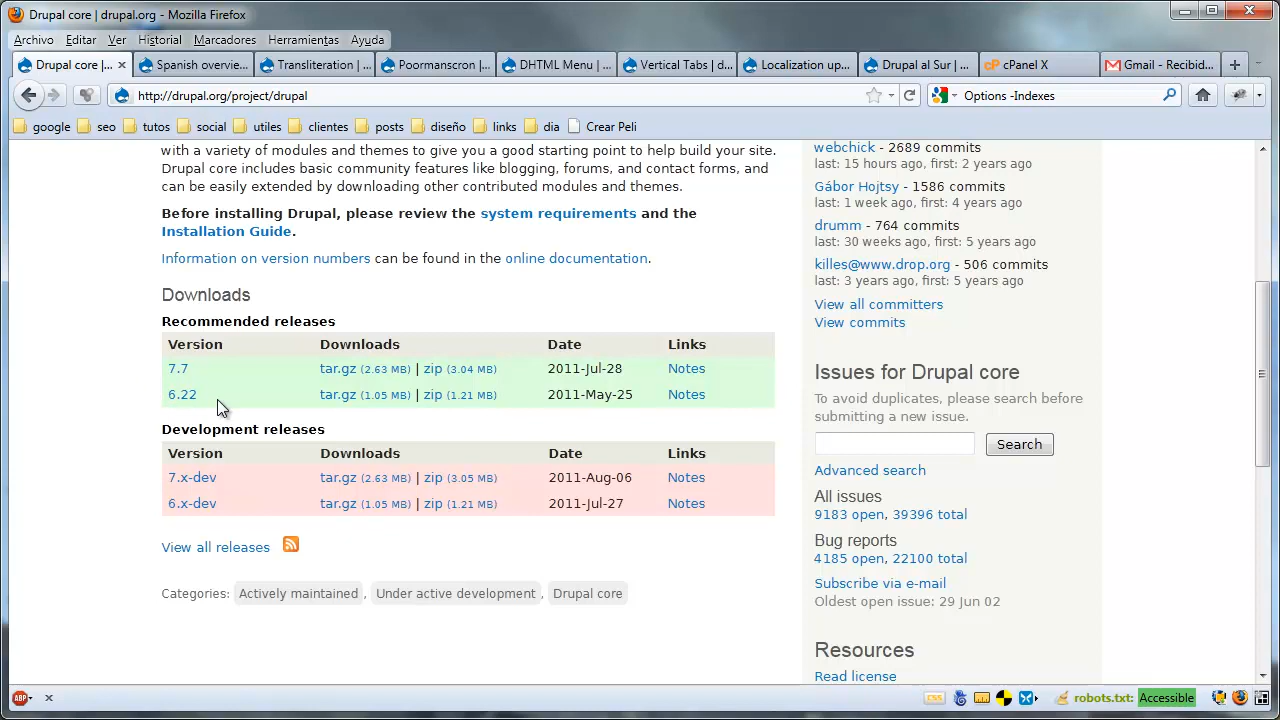 Drupal core | drupal.org - Mozilla Firefox
Archivo Editar Ver Historial Marcadores Herramientas Ayuda
Drupal core |... Spanish overvie... Transliteration |... Poormanscron |... DHTML Menu |... Vertical Tabs | d... Localization up... Drupal al Sur | ... cPanel X Gmail - Recibid...
http://drupal.org/project/drupal
Options -Indexes
google seo tutos social utiles clientes posts diseño links dia Crear Peli
with a variety of modules and themes to give you a good starting point to help build your site.
Drupal core includes basic community features like blogging, forums, and contact forms, and
can be easily extended by downloading other contributed modules and themes.
Before installing Drupal, please review the system requirements and the
Installation Guide.
Information on version numbers can be found in the online documentation.
Downloads
Recommended releases
Version Downloads Date Links
7.7 tar.gz (2.63 MB) | zip (3.04 MB) 2011-Jul-28 Notes
6.22 tar.gz (1.05 MB) | zip (1.21 MB) 2011-May-25 Notes
Development releases
Version Downloads Date Links
7.x-dev tar.gz (2.63 MB) | zip (3.05 MB) 2011-Aug-06 Notes
6.x-dev tar.gz (1.05 MB) | zip (1.21 MB) 2011-Jul-27 Notes
View all releases
Categories: Actively maintained , Under active development , Drupal core
webchick - 2689 commits
last: 15 hours ago, first: 2 years ago
Gábor Hojtsy - 1586 commits
last: 1 week ago, first: 4 years ago
drumm - 764 commits
last: 30 weeks ago, first: 5 years ago
killes@www.drop.org - 506 commits
last: 3 years ago, first: 5 years ago
View all committers
View commits
Issues for Drupal core
To avoid duplicates, please search before
submitting a new issue.
Search
Advanced search
All issues
9183 open, 39396 total
Bug reports
4185 open, 22100 total
Subscribe via e-mail
Oldest open issue: 29 Jun 02
Resources
Read license
ABP CSS robots.txt: Accessible